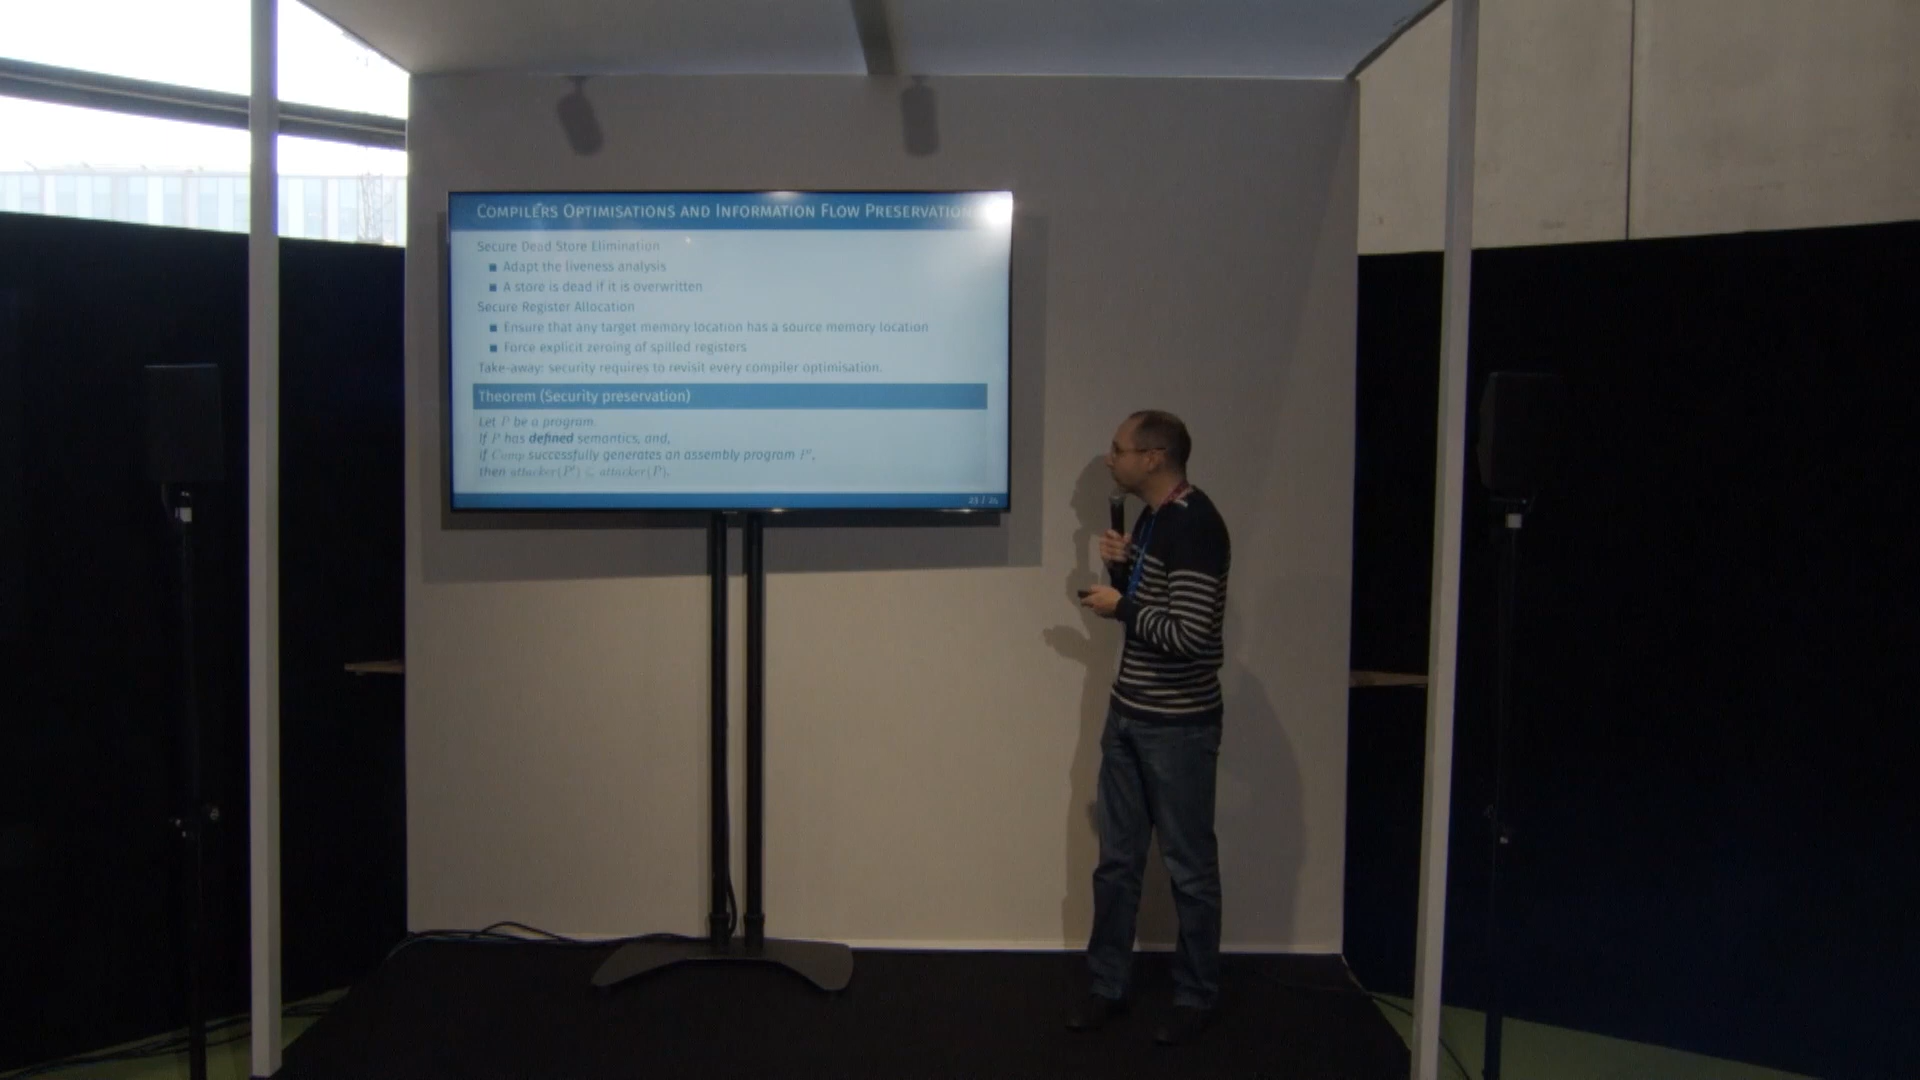 COMPILERS OPTIMISATIONS AND INFORMATION FLOW PRESERVATION
Secure Dead Store Elimination
■ Adapt the liveness analysis
■ A store is dead if it is overwritten
Secure Register Allocation
■ Ensure that any target memory location has a source memory location
■ Force explicit zeroing of spilled registers
Take-away: security requires to revisit every compiler optimisation.
Theorem (Security preservation)
Let P be a program.
If P has defined semantics, and,
if Comp successfully generates an assembly program P′,
then attacker(P′) ⊆ attacker(P).